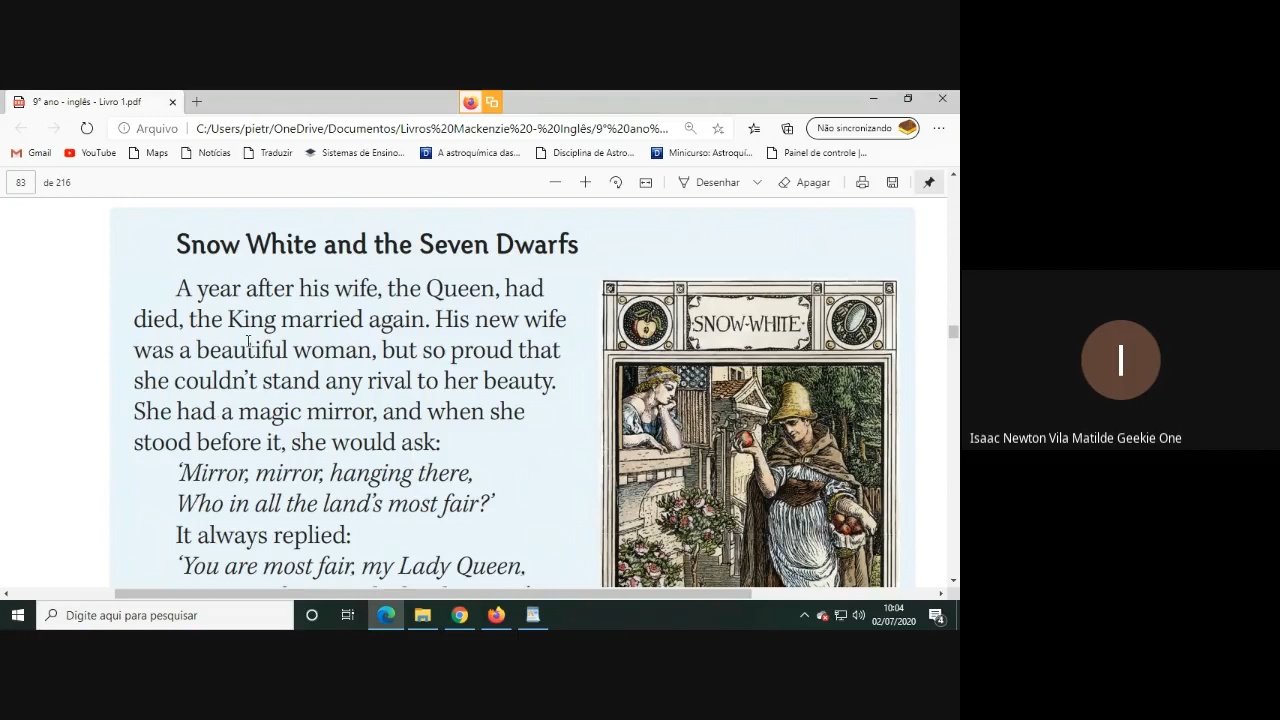 9° ano - inglês - Livro 1.pdf
Arquivo
C:/Users/pietr/OneDrive/Documentos/Livros%20Mackenzie%20-%20Inglês/9°%20ano%...
Não sincronizando
Gmail
YouTube
Maps
Notícias
Traduzir
Sistemas de Ensino...
A astroquímica das...
Disciplina de Astro...
Minicurso: Astroquí...
Painel de controle |...
83 de 216
Desenhar
Apagar
Snow White and the Seven Dwarfs
A year after his wife, the Queen, had
died, the King married again. His new wife
was a beautiful woman, but so proud that
she couldn't stand any rival to her beauty.
She had a magic mirror, and when she
stood before it, she would ask:
‘Mirror, mirror, hanging there,
Who in all the land's most fair?’
It always replied:
‘You are most fair, my Lady Queen,
SNOW-WHITE
I
Isaac Newton Vila Matilde Geekie One
Digite aqui para pesquisar
10:04
02/07/2020
4